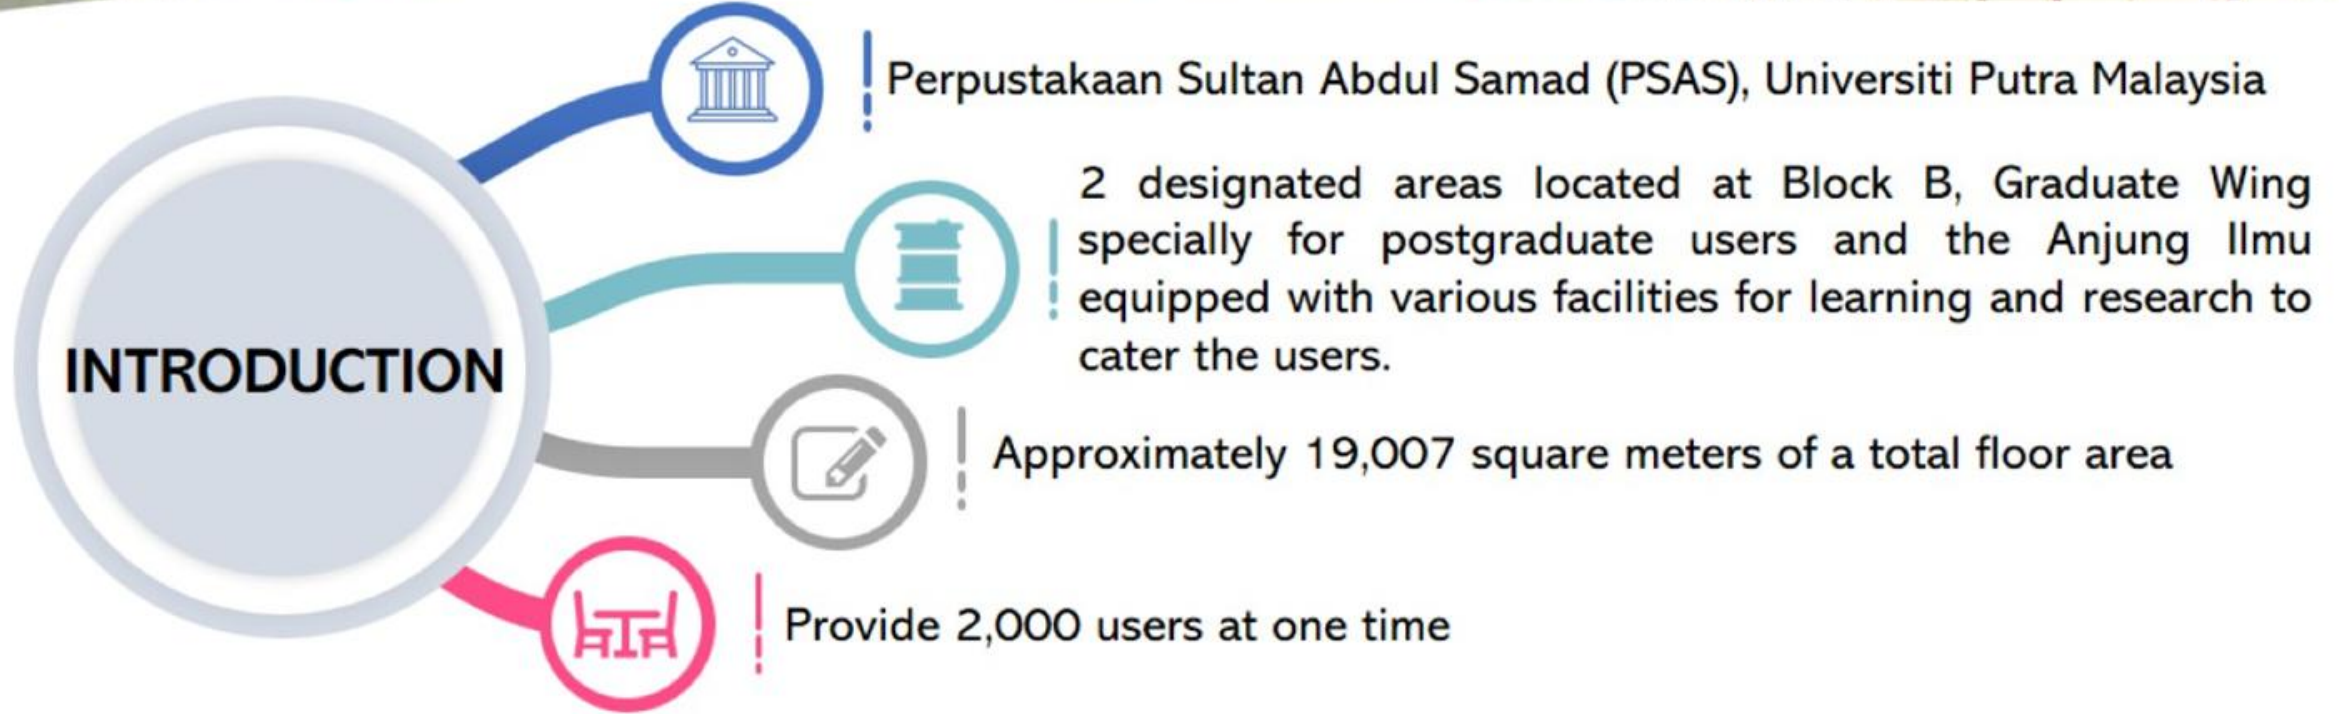 INTRODUCTION
Perpustakaan Sultan Abdul Samad (PSAS), Universiti Putra Malaysia
2 designated areas located at Block B, Graduate Wing
specially for postgraduate users and the Anjung Ilmu
equipped with various facilities for learning and research to
cater the users.
Approximately 19,007 square meters of a total floor area
Provide 2,000 users at one time